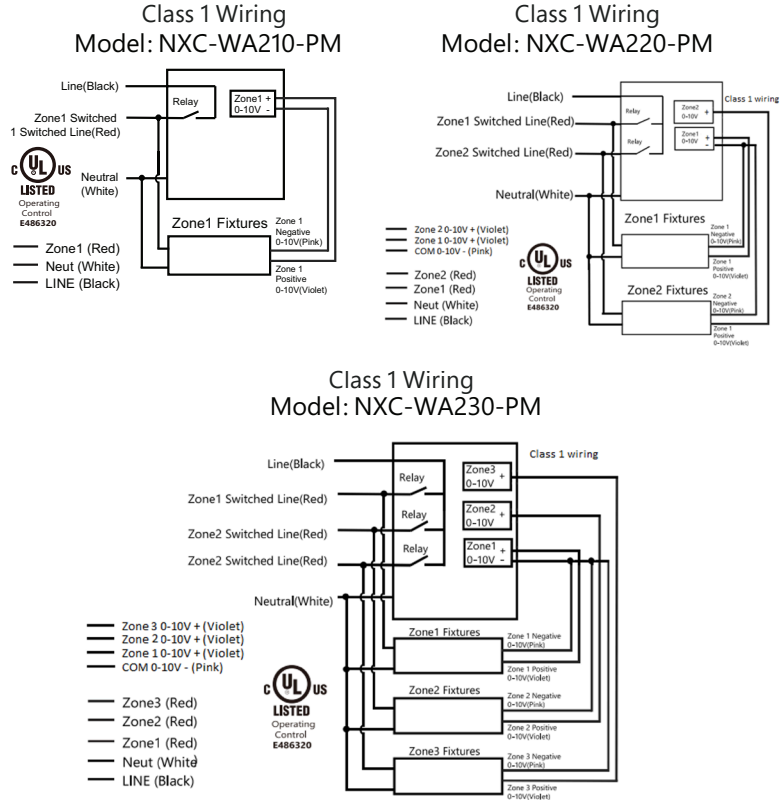 Class 1 Wiring
Model: NXC-WA210-PM
Line(Black)
Relay
Zone1 +
0-10V -
Zone1 Switched
1 Switched Line(Red)
C UL US
LISTED
Operating
Control
E486320
Neutral
(White)
Zone1 Fixtures
Zone 1
Negative
0-10V(Pink)
Zone 1
Positive
0-10V(Violet)
Zone1 (Red)
Neut (White)
LINE (Black)
Class 1 Wiring
Model: NXC-WA220-PM
Line(Black)
Relay
Zone2
0-10V +
Class 1 wiring
Zone1 Switched Line(Red)
Relay
Zone1 +
0-10V -
Zone2 Switched Line(Red)
Neutral(White)
Zone1 Fixtures
Zone 1
Negative
0-10V(Pink)
Zone 1
Positive
0-10V(Violet)
Zone 2 0-10V + (Violet)
Zone 1 0-10V + (Violet)
COM 0-10V - (Pink)
C UL US
LISTED
Operating
Control
E486320
Zone2 (Red)
Zone1 (Red)
Neut (White)
LINE (Black)
Zone2 Fixtures
Zone 2
Negative
0-10V(Pink)
Zone 1
Positive
0-10V(Violet)
Class 1 Wiring
Model: NXC-WA230-PM
Line(Black)
Relay
Zone3
0-10V +
Class 1 wiring
Zone1 Switched Line(Red)
Relay
Zone2
0-10V +
Zone2 Switched Line(Red)
Relay
Zone1 +
0-10V -
Zone2 Switched Line(Red)
Neutral(White)
Zone 3 0-10V + (Violet)
Zone 2 0-10V + (Violet)
Zone 1 0-10V + (Violet)
COM 0-10V - (Pink)
C UL US
LISTED
Operating
Control
E486320
Zone3 (Red)
Zone2 (Red)
Zone1 (Red)
Neut (White)
LINE (Black)
Zone1 Fixtures
Zone 1 Negative
0-10V(Pink)
Zone 1 Positive
0-10V(Violet)
Zone2 Fixtures
Zone 2 Negative
0-10V(Pink)
Zone 2 Positive
0-10V(Violet)
Zone3 Fixtures
Zone 3 Negative
0-10V(Pink)
Zone 3 Positive
0-10V(Violet)